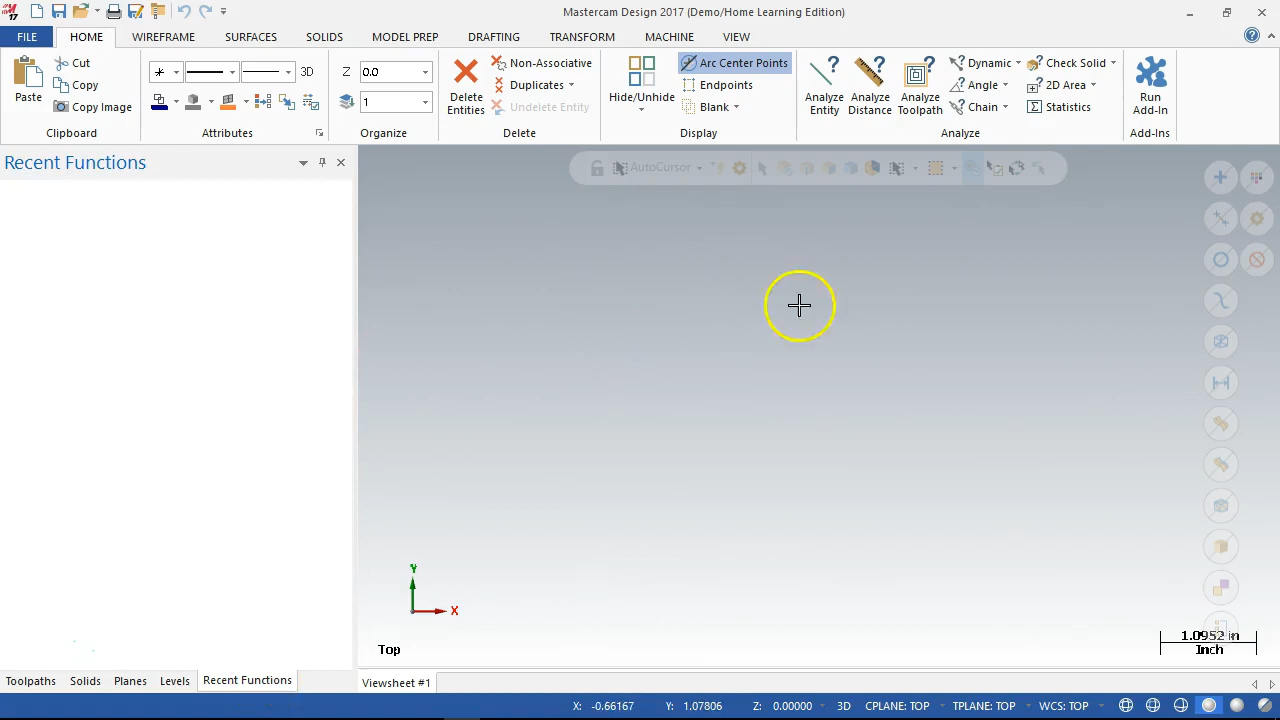 17
Mastercam Design 2017 (Demo/Home Learning Edition)
FILE HOME WIREFRAME SURFACES SOLIDS MODEL PREP DRAFTING TRANSFORM MACHINE VIEW
Paste
Cut
Copy
Copy Image
Clipboard
3D
Attributes
Z 0.0
1
Organize
Delete Entities
Non-Associative
Duplicates
Undelete Entity
Delete
Hide/Unhide
Arc Center Points
Endpoints
Blank
Display
Analyze Entity
Analyze Distance
Analyze Toolpath
Dynamic
Angle
Chain
Check Solid
2D Area
Statistics
Analyze
Run Add-In
Add-Ins
Recent Functions
AutoCursor
Y
X
Top
1.0952 in
Inch
Toolpaths Solids Planes Levels Recent Functions
Viewsheet #1
X: -0.66167 Y: 1.07806 Z: 0.00000 3D CPLANE: TOP TPLANE: TOP WCS: TOP